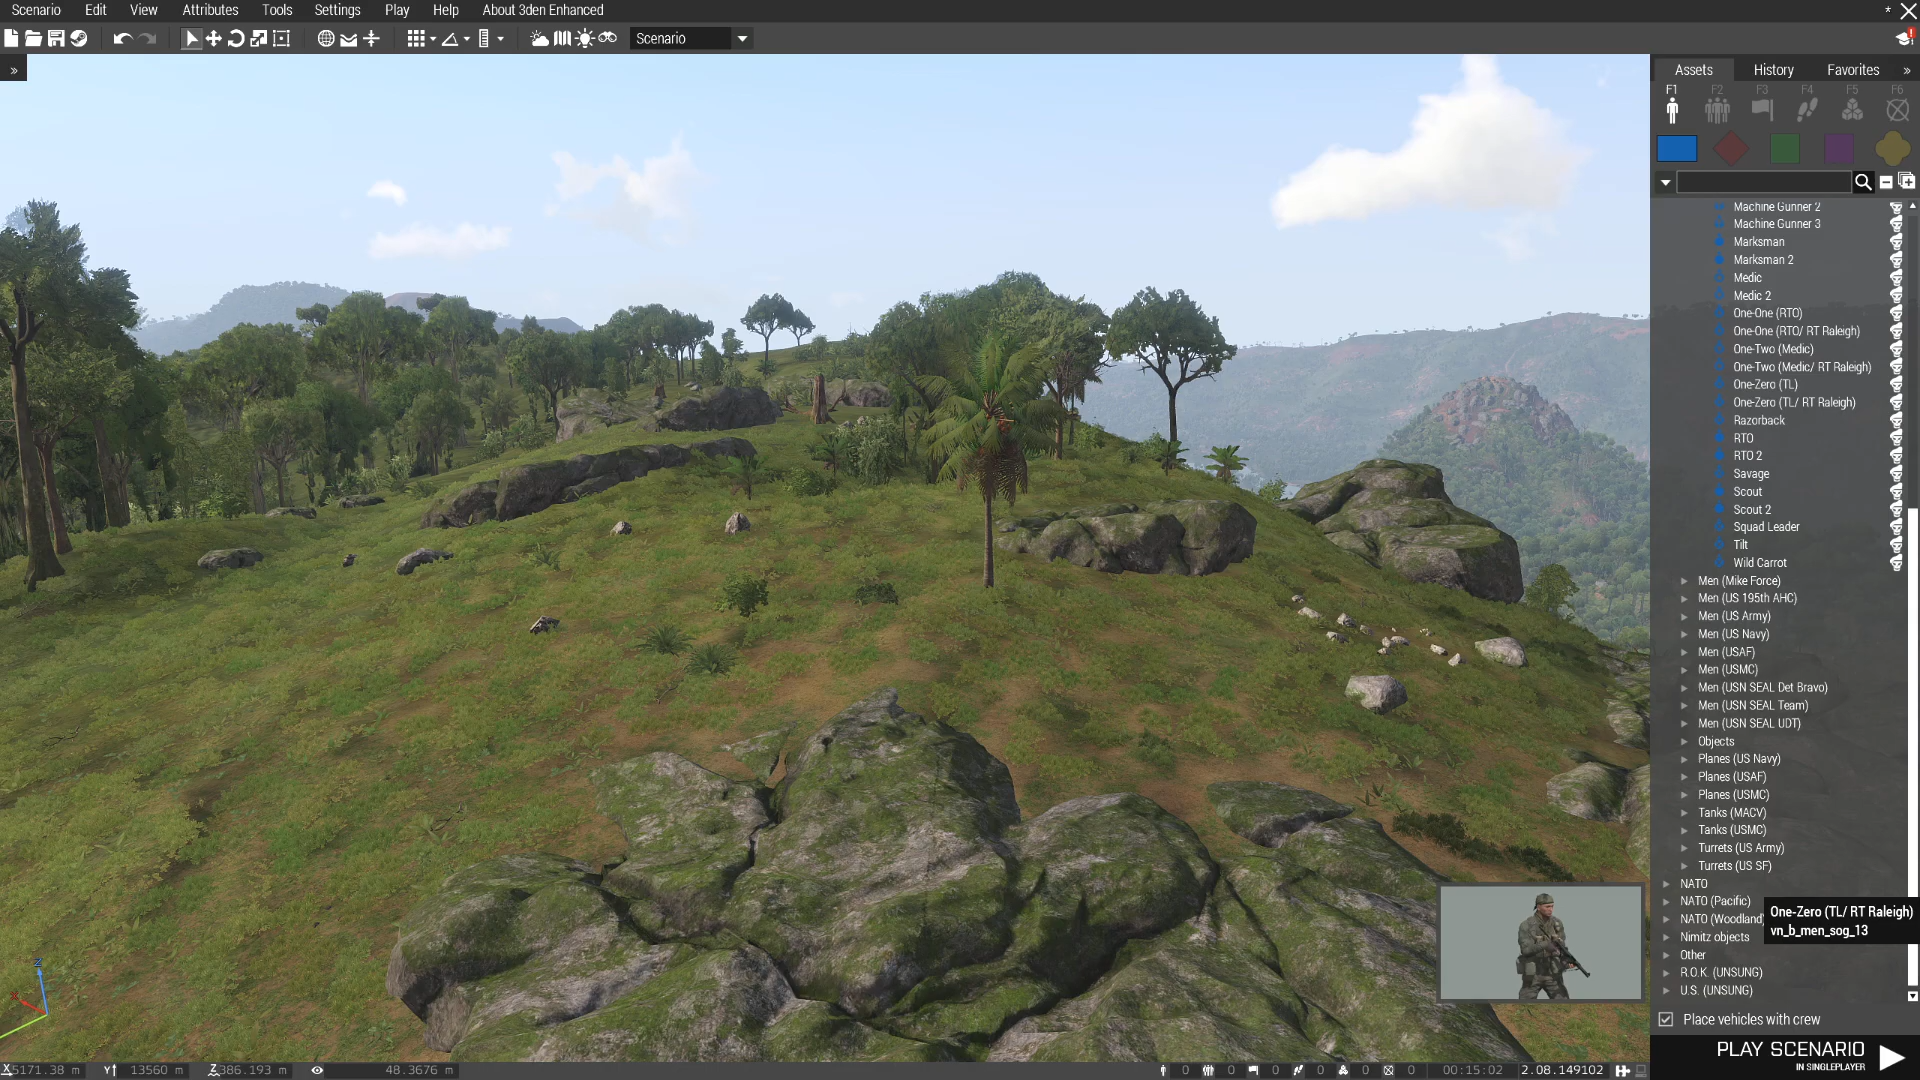 Scenario Edit View Attributes Tools Settings Play Help About 3den Enhanced *
Scenario
»
Assets History Favorites »
F1 F2 F3 F4 F5 F6
Machine Gunner 2
Machine Gunner 3
Marksman
Marksman 2
Medic
Medic 2
One-One (RTO)
One-One (RTO/ RT Raleigh)
One-Two (Medic)
One-Two (Medic/ RT Raleigh)
One-Zero (TL)
One-Zero (TL/ RT Raleigh)
Razorback
RTO
RTO 2
Savage
Scout
Scout 2
Squad Leader
Tilt
Wild Carrot
Men (Mike Force)
Men (US 195th AHC)
Men (US Army)
Men (US Navy)
Men (USAF)
Men (USMC)
Men (USN SEAL Det Bravo)
Men (USN SEAL Team)
Men (USN SEAL UDT)
Objects
Planes (US Navy)
Planes (USAF)
Planes (USMC)
Tanks (MACV)
Tanks (USMC)
Turrets (US Army)
Turrets (US SF)
NATO
NATO (Pacific)
NATO (Woodland)
Nimitz objects
Other
R.O.K. (UNSUNG)
U.S. (UNSUNG)
One-Zero (TL/ RT Raleigh)
vn_b_men_sog_13
Place vehicles with crew
PLAY SCENARIO
IN SINGLEPLAYER
Z
X
X 5171.38 m Y 13560 m Z 386.193 m 48.3676 m 0 0 0 0 0 0 00:15:02 2.08.149102